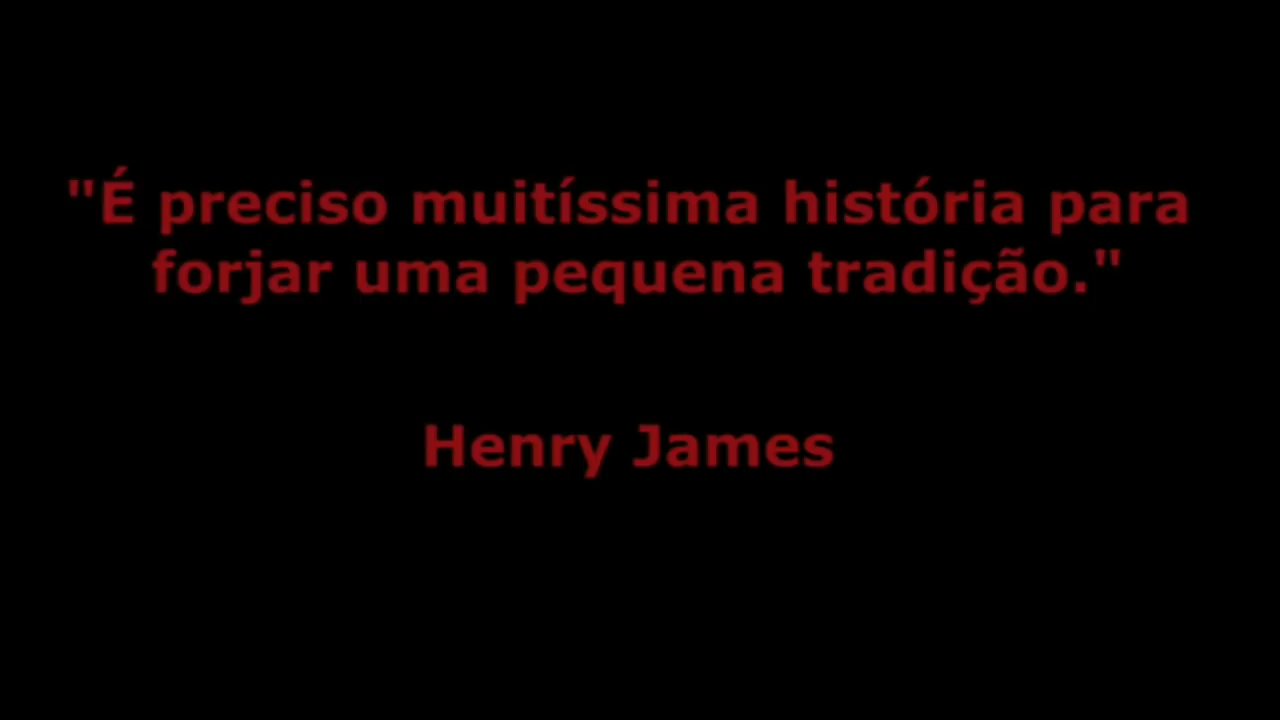 "É preciso muitíssima história para
forjar uma pequena tradição."
Henry James